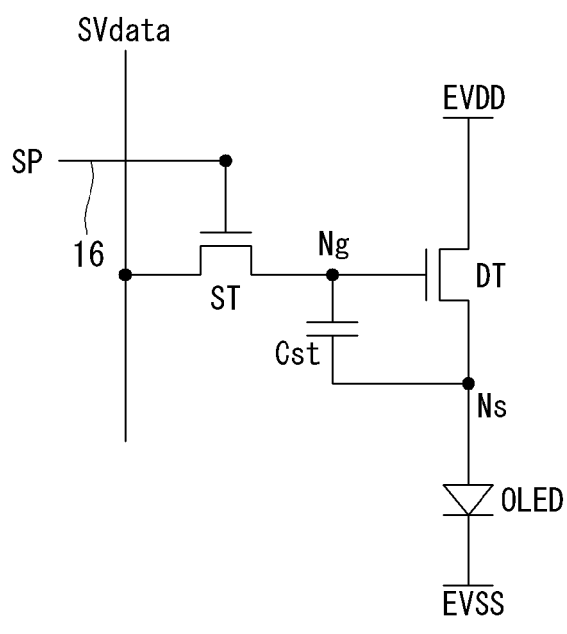 SVdata
EVDD
SP
16
Ng
ST
DT
Cst
Ns
OLED
EVSS